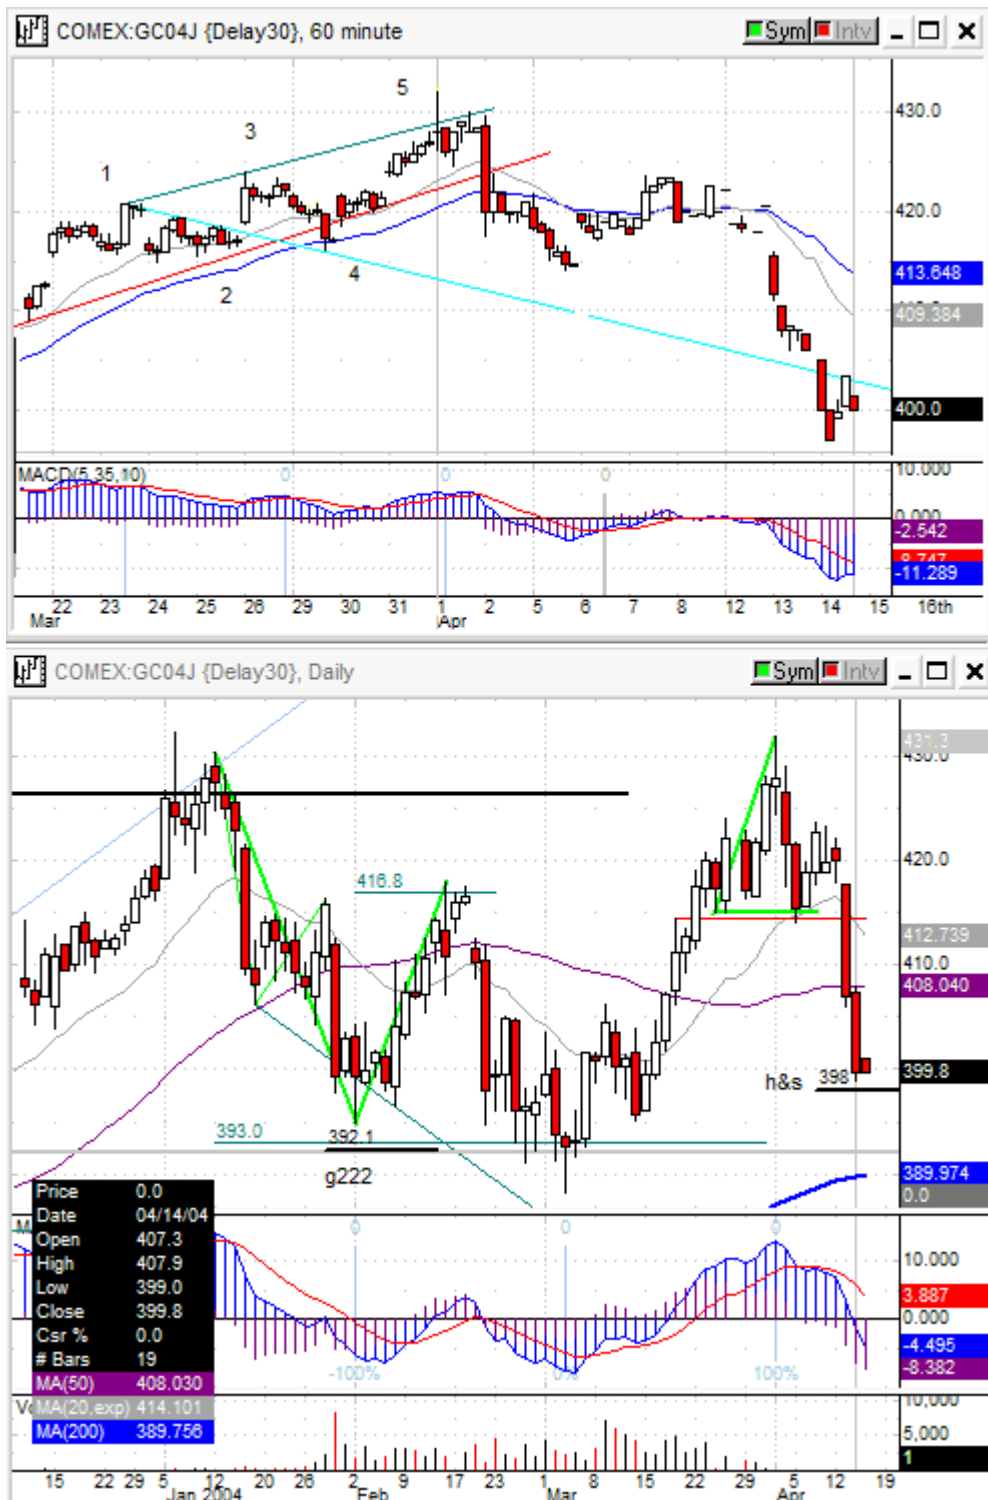 COMEX:GC04J {Delay30}, 60 minute Sym Intv
1
2
3
4
5
430.0
420.0
413.648
409.384
400.0
MACD(5,35,10)
0 0 0
10.000
0.000
-2.542
-8.747
-11.289
22 23 24 25 26 29 30 31 1 2 5 6 7 8 12 13 14 15 16th
Mar Apr
COMEX:GC04J {Delay30}, Daily Sym Intv
431.3
430.0
420.0
416.8
412.739
410.0
408.040
h&s 398
399.8
393.0
392.1
g222
389.974
0.0
Price 0.0
Date 04/14/04
Open 407.3
High 407.9
Low 399.0
Close 399.8
Csr % 0.0
# Bars 19
MA(50) 408.030
MA(20,exp) 414.101
MA(200) 389.756
0 0 0
-100% 0% 100%
10.000
3.887
0.000
-4.495
-8.382
10,000
5,000
1
15 22 29 5 12 20 26 2 9 17 23 1 8 15 22 29 5 12 19
Jan 2004 Feb Mar Apr